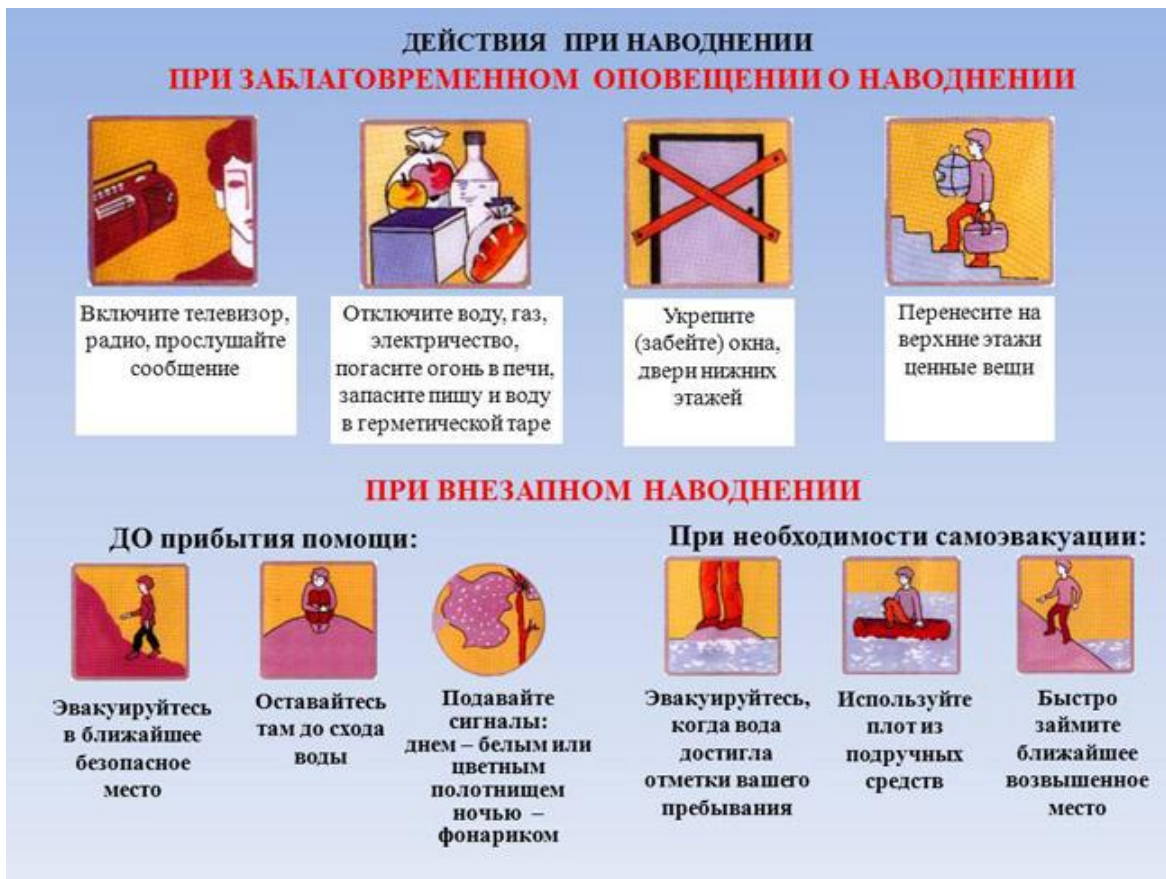 ДЕЙСТВИЯ ПРИ НАВОДНЕНИИ
ПРИ ЗАБЛАГОВРЕМЕННОМ ОПОВЕЩЕНИИ О НАВОДНЕНИИ
Включите телевизор,
радио, прослушайте
сообщение
Отключите воду, газ,
электричество,
погасите огонь в печи,
запасите пишу и воду
в герметической таре
Укрепите
(забейте) окна,
двери нижних
этажей
Перенесите на
верхние этажи
ценные вещи
ПРИ ВНЕЗАПНОМ НАВОДНЕНИИ
ДО прибытия помощи:
Эвакуируйтесь
в ближайшее
безопасное
место
Оставайтесь
там до схода
воды
Подавайте
сигналы:
днем – белым или
цветным
полотнищем
ночью –
фонариком
При необходимости самоэвакуации:
Эвакуируйтесь,
когда вода
достигла
отметки вашего
пребывания
Используйте
плот из
подручных
средств
Быстро
займите
ближайшее
возвышенное
место